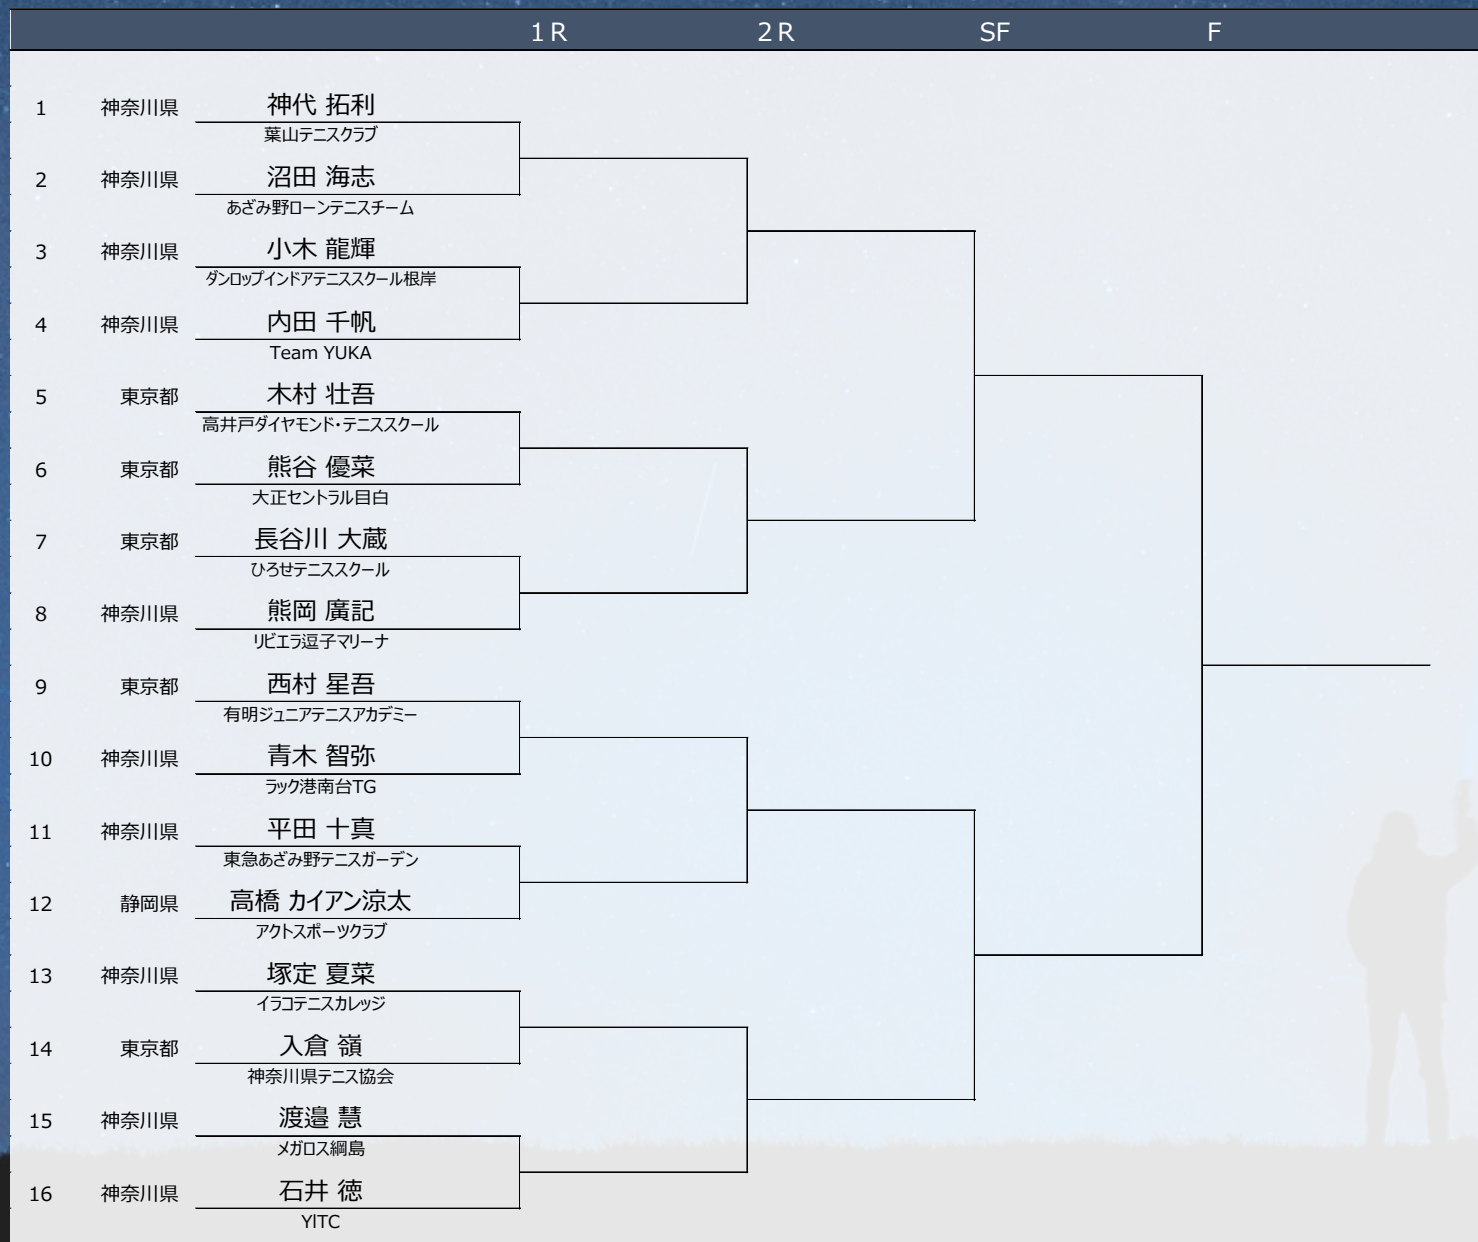 1R 2R SF F
1 神奈川県 神代 拓利
葉山テニスクラブ
2 神奈川県 沼田 海志
あざみ野ローンテニスチーム
3 神奈川県 小木 龍輝
ダンロップインドアテニススクール根岸
4 神奈川県 内田 千帆
Team YUKA
5 東京都 木村 壮吾
高井戸ダイヤモンド・テニススクール
6 東京都 熊谷 優菜
大正セントラル目白
7 東京都 長谷川 大蔵
ひろせテニススクール
8 神奈川県 熊岡 廣記
リビエラ逗子マリーナ
9 東京都 西村 星吾
有明ジュニアテニスアカデミー
10 神奈川県 青木 智弥
ラック港南台TG
11 神奈川県 平田 十真
東急あざみ野テニスガーデン
12 静岡県 高橋 カイアン涼太
アクトスポーツクラブ
13 神奈川県 塚定 夏菜
イラコテニスカレッジ
14 東京都 入倉 嶺
神奈川県テニス協会
15 神奈川県 渡邉 慧
メガロス綱島
16 神奈川県 石井 徳
YITC